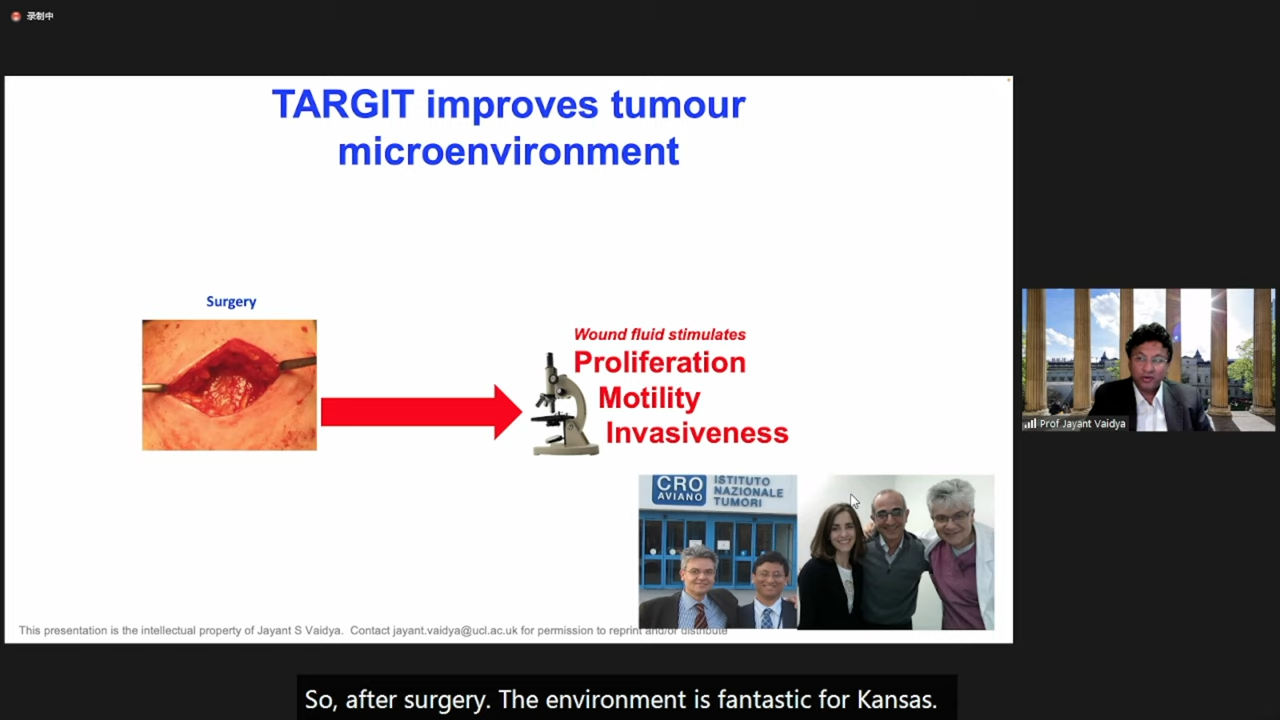 录制中
TARGIT improves tumour
microenvironment
Surgery
Wound fluid stimulates
Proliferation
Motility
Invasiveness
CRO
AVIANO
ISTITUTO
NAZIONALE
TUMORI
Prof Jayant Vaidya
This presentation is the intellectual property of Jayant S Vaidya. Contact jayant.vaidya@ucl.ac.uk for permission to reprint and/or distribute
So, after surgery. The environment is fantastic for Kansas.